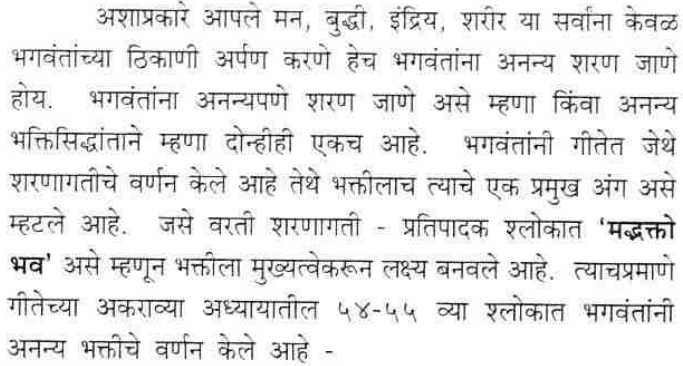 अशाप्रकारे आपले मन, बुद्धी, इंद्रिय, शरीर या सर्वांना केवळ
भगवंतांच्या ठिकाणी अर्पण करणे हेच भगवंतांना अनन्य शरण जाणे
होय. भगवंतांना अनन्यपणे शरण जाणे असे म्हणा किंवा अनन्य
भक्तिसिद्धांताने म्हणा दोन्हीही एकच आहे. भगवंतांनी गीतेत जेथे
शरणागतीचे वर्णन केले आहे तेथे भक्तीलाच त्याचे एक प्रमुख अंग असे
म्हटले आहे. जसे वरती शरणागती - प्रतिपादक श्लोकात ‘मद्भक्तो
भव’ असे म्हणून भक्तीला मुख्यत्वेकरून लक्ष्य बनवले आहे. त्याचप्रमाणे
गीतेच्या अकराव्या अध्यायातील ५४-५५ व्या श्लोकात भगवंतांनी
अनन्य भक्तीचे वर्णन केले आहे -